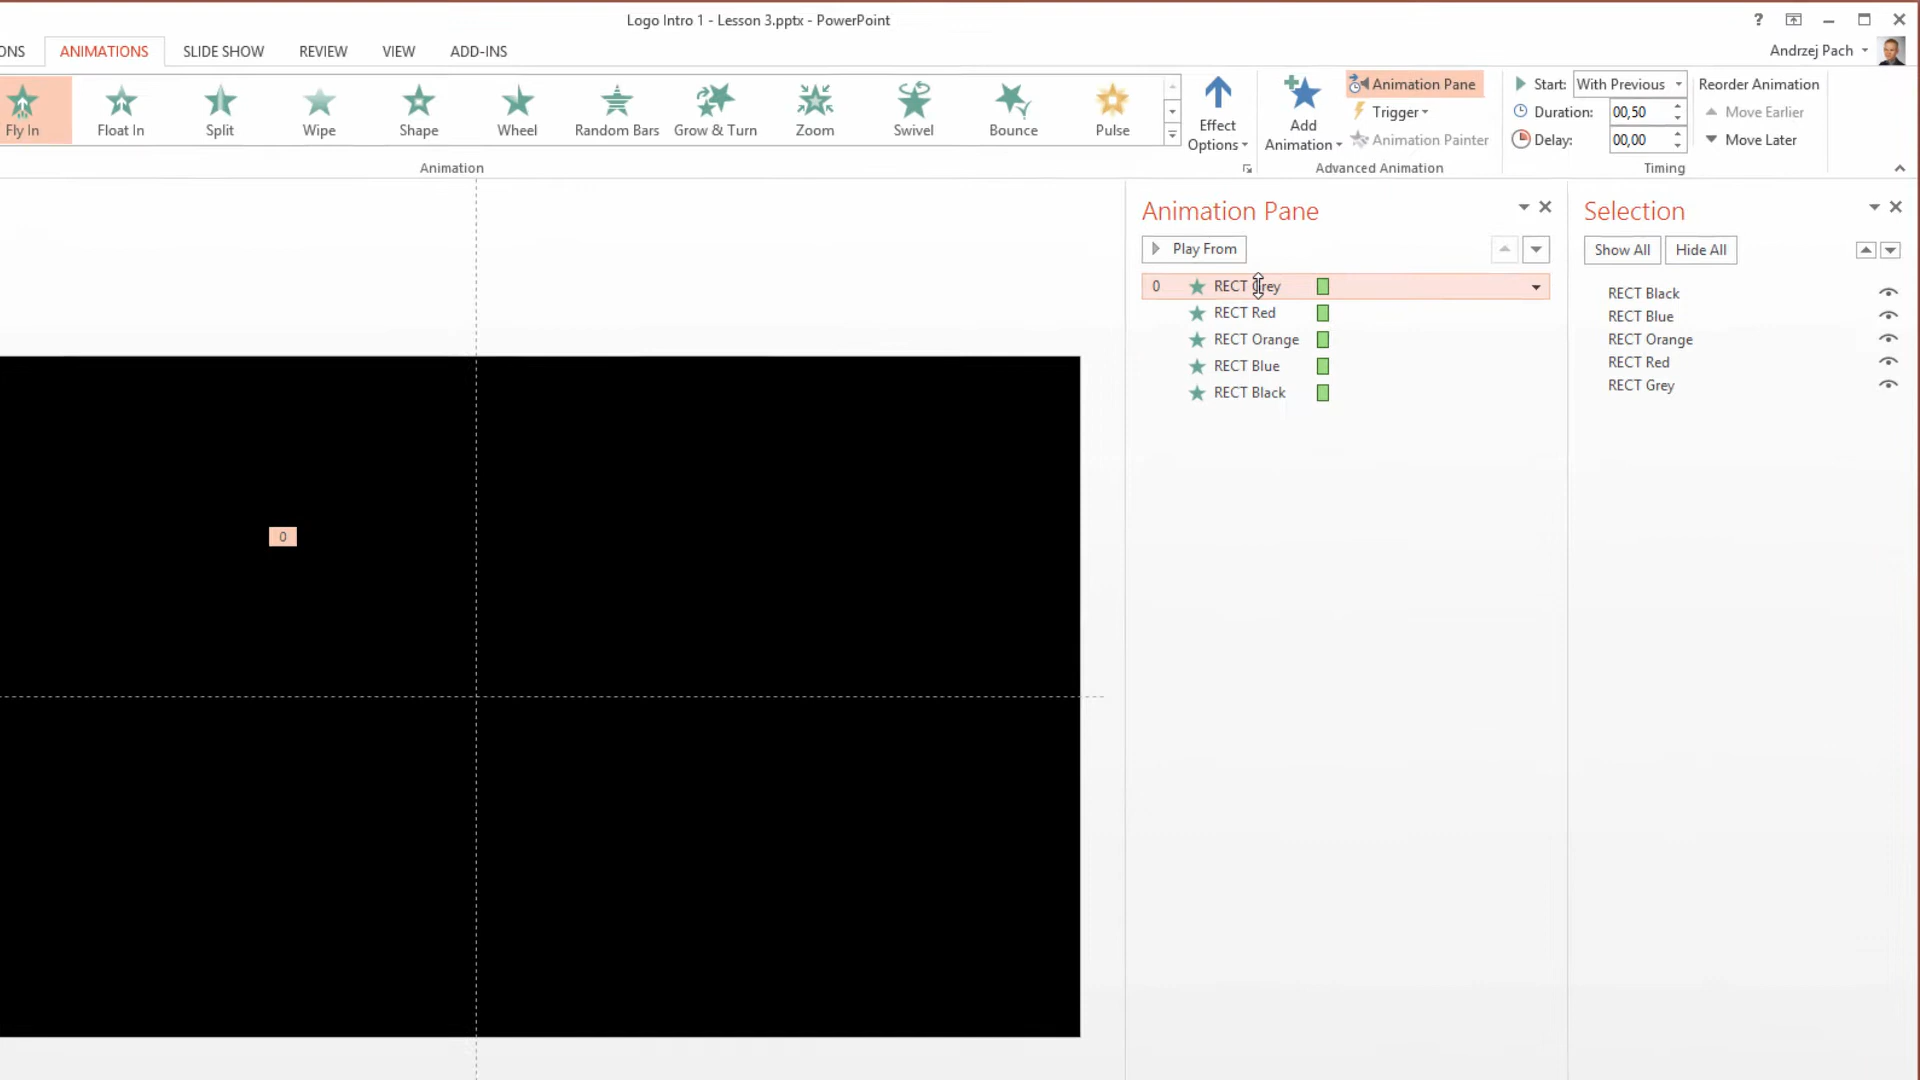 Logo Intro 1 - Lesson 3.pptx - PowerPoint
?
ONS ANIMATIONS SLIDE SHOW REVIEW VIEW ADD-INS
Andrzej Pach
Fly In Float In Split Wipe Shape Wheel Random Bars Grow & Turn Zoom Swivel Bounce Pulse
Animation
Effect Options
Add Animation
Animation Pane
Trigger
Animation Painter
Advanced Animation
Start: With Previous
Duration: 00,50
Delay: 00,00
Reorder Animation
Move Earlier
Move Later
Timing
Animation Pane
Play From
0 RECT Grey
RECT Red
RECT Orange
RECT Blue
RECT Black
Selection
Show All Hide All
RECT Black
RECT Blue
RECT Orange
RECT Red
RECT Grey
0